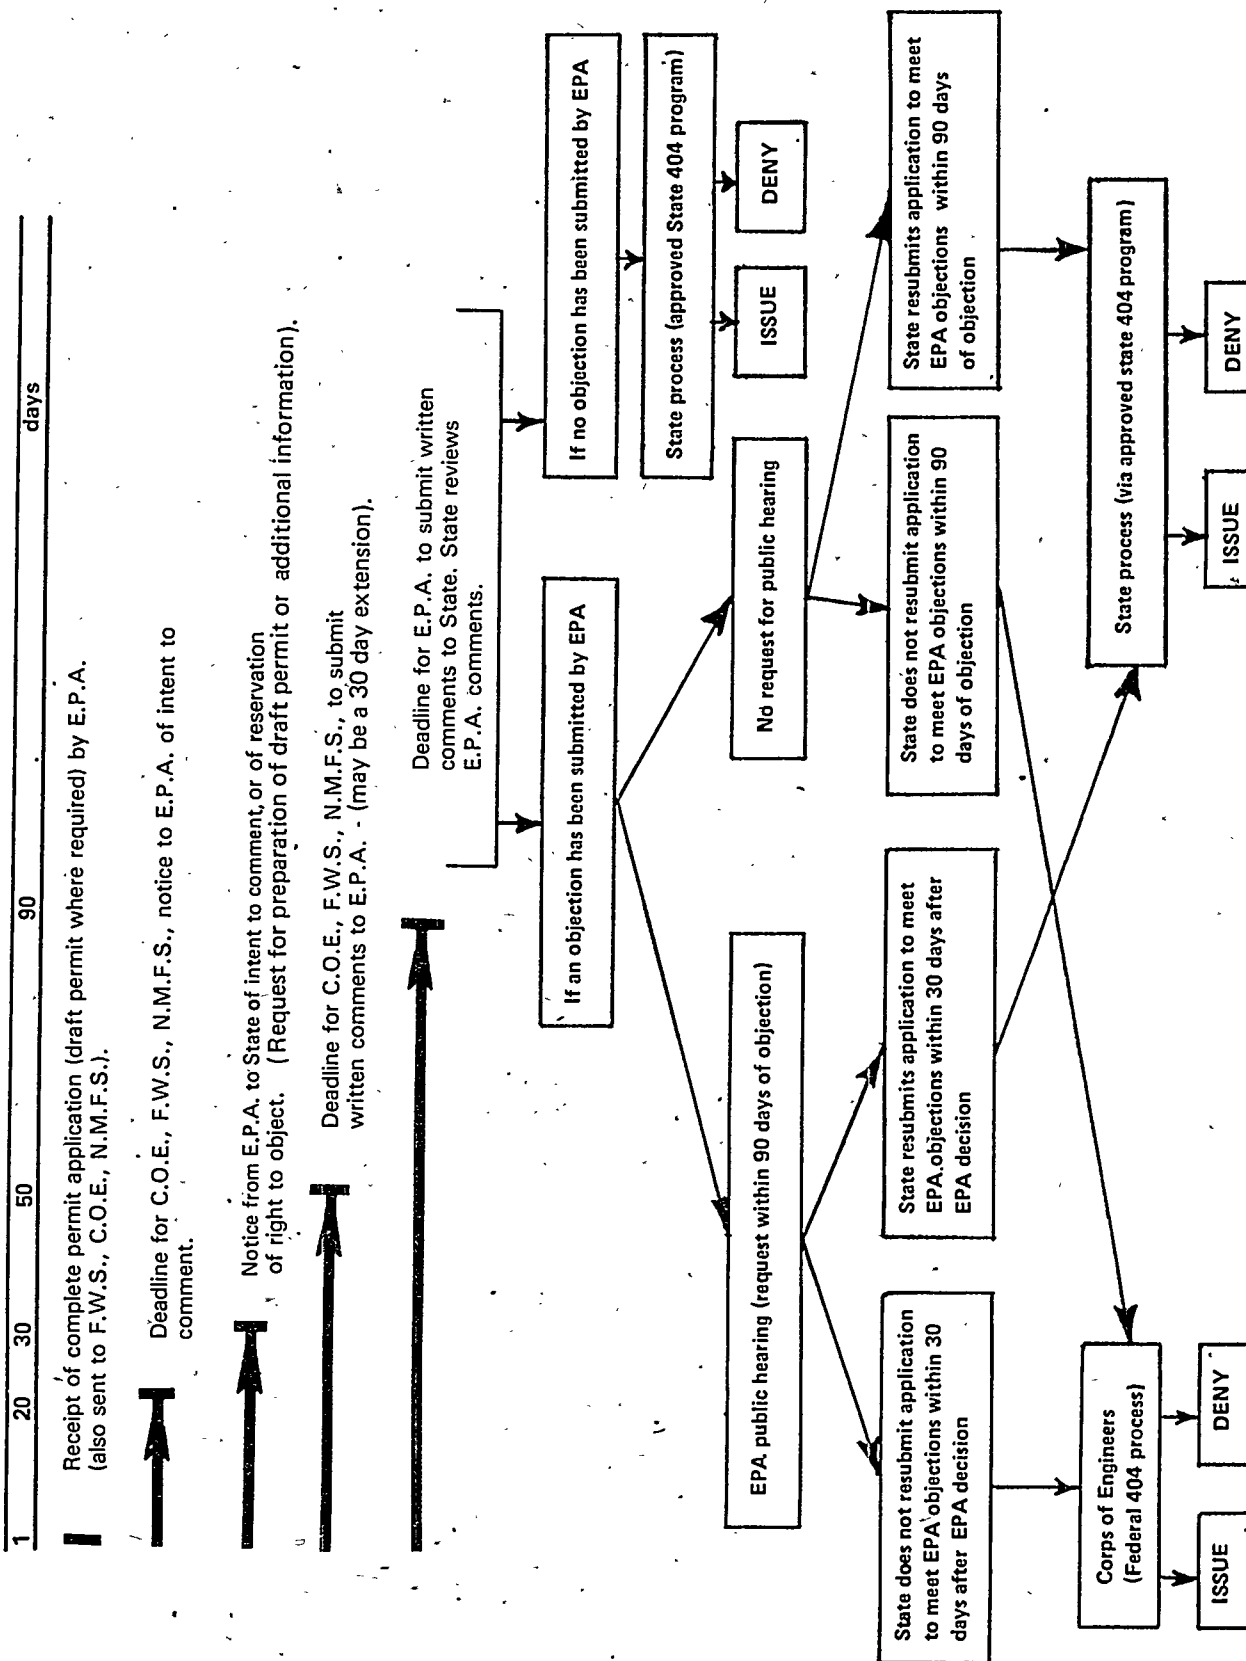 1 20 30 50 90 days
Receipt of complete permit application (draft permit where required) by E.P.A.
(also sent to F.W.S., C.O.E., N.M.F.S.).
Deadline for C.O.E., F.W.S., N.M.F.S., notice to E.P.A. of intent to
comment.
Notice from E.P.A. to State of intent to comment, or of reservation
of right to object. (Request for preparation of draft permit or additional information).
Deadline for C.O.E., F.W.S., N.M.F.S., to submit
written comments to E.P.A. - (may be a 30 day extension).
Deadline for E.P.A. to submit written
comments to State. State reviews
E.P.A. comments.
If an objection has been submitted by EPA
If no objection has been submitted by EPA
State process (approved State 404 program)
ISSUE
DENY
EPA public hearing (request within 90 days of objection)
No request for public hearing
State does not resubmit application
to meet EPA objections within 30
days after EPA decision
State resubmits application to meet
EPA objections within 30 days after
EPA decision
State does not resubmit application
to meet EPA objections within 90
days of objection
State resubmits application to meet
EPA objections within 90 days
of objection
Corps of Engineers
(Federal 404 process)
ISSUE
DENY
State process (via approved state 404 program)
ISSUE
DENY